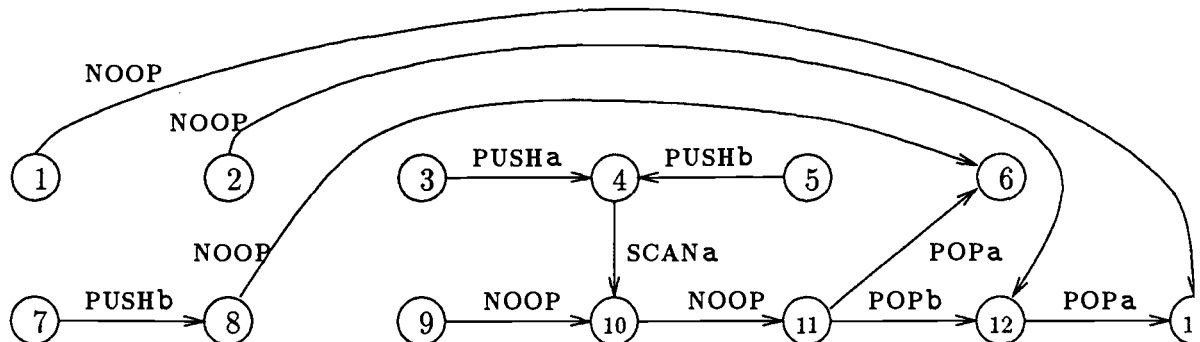 NOOP
NOOP
1 2 3 PUSHa 4 PUSHb 5 6
NOOP SCANa POPa
7 PUSHb 8 9 NOOP 10 NOOP 11 POPb 12 POPa